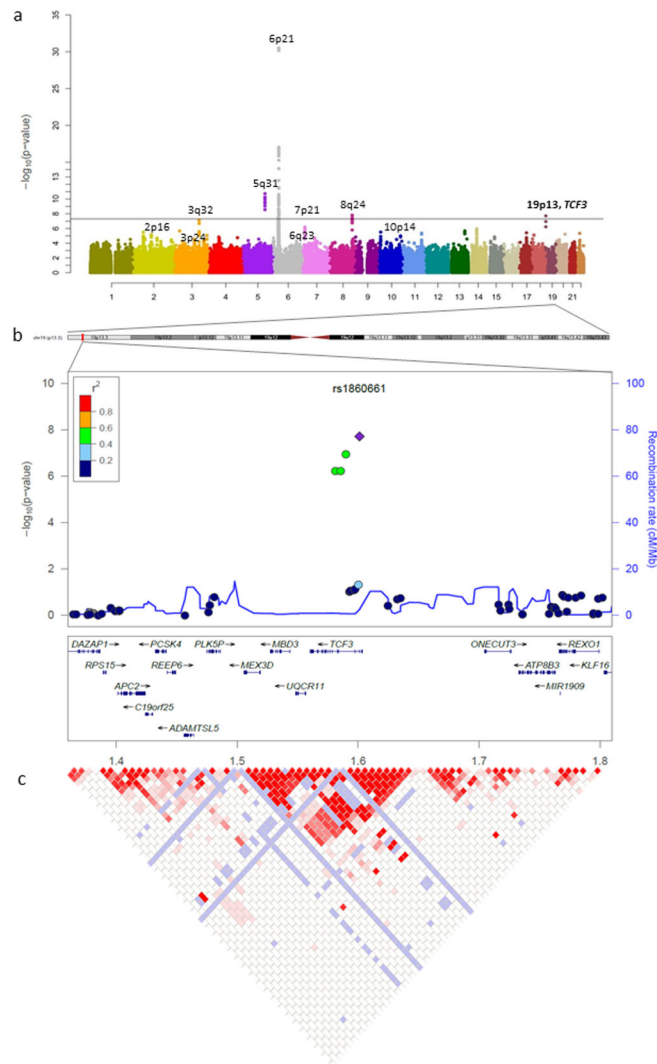 a
35
30
25
20
15
10
8
6
4
2
0
-log10(p-value)
6p21
5q31
3q32
8q24
7p21
19p13, TCF3
2p16
3p24
6q23
10p14
1 2 3 4 5 6 7 8 9 10 11 12 13 14 15 17 19 21
b
r2
0.8
0.6
0.4
0.2
rs1860661
10
8
6
4
2
0
-log10(p-value)
100
80
60
40
20
0
Recombination rate (cM/Mb)
DAZAP1→ ←PCSK4 PLK5P→ ←MBD3 ←TCF3 ONECUT3→ ←REXO1
RPS15→ REEP6→ ←MEX3D ←ATP8B3 ←KLF16
APC2→ ←UQCR11 ←MIR1909
←C19orf25
←ADAMTSL5
1.4 1.5 1.6 1.7 1.8
c